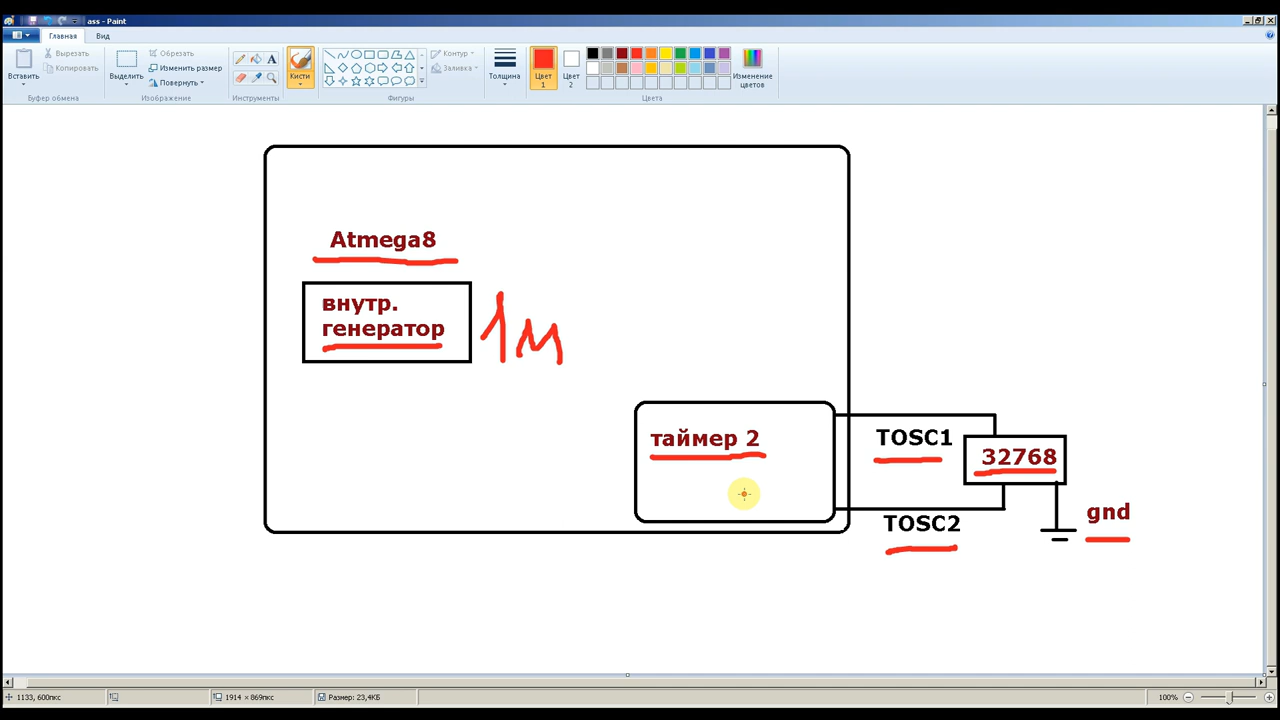 ass - Paint
Главная
Вид
Вставить
Вырезать
Копировать
Буфер обмена
Выделить
Обрезать
Изменить размер
Повернуть
Изображение
A
Инструменты
Кисти
Контур
Заливка
Фигуры
Толщина
Цвет
1
Цвет
2
Изменение
цветов
Цвета
Atmega8
внутр.
генератор
1м
таймер 2
TOSC1
32768
TOSC2
gnd
1133, 600пкс
1914 × 869пкс
Размер: 23,4КБ
100%